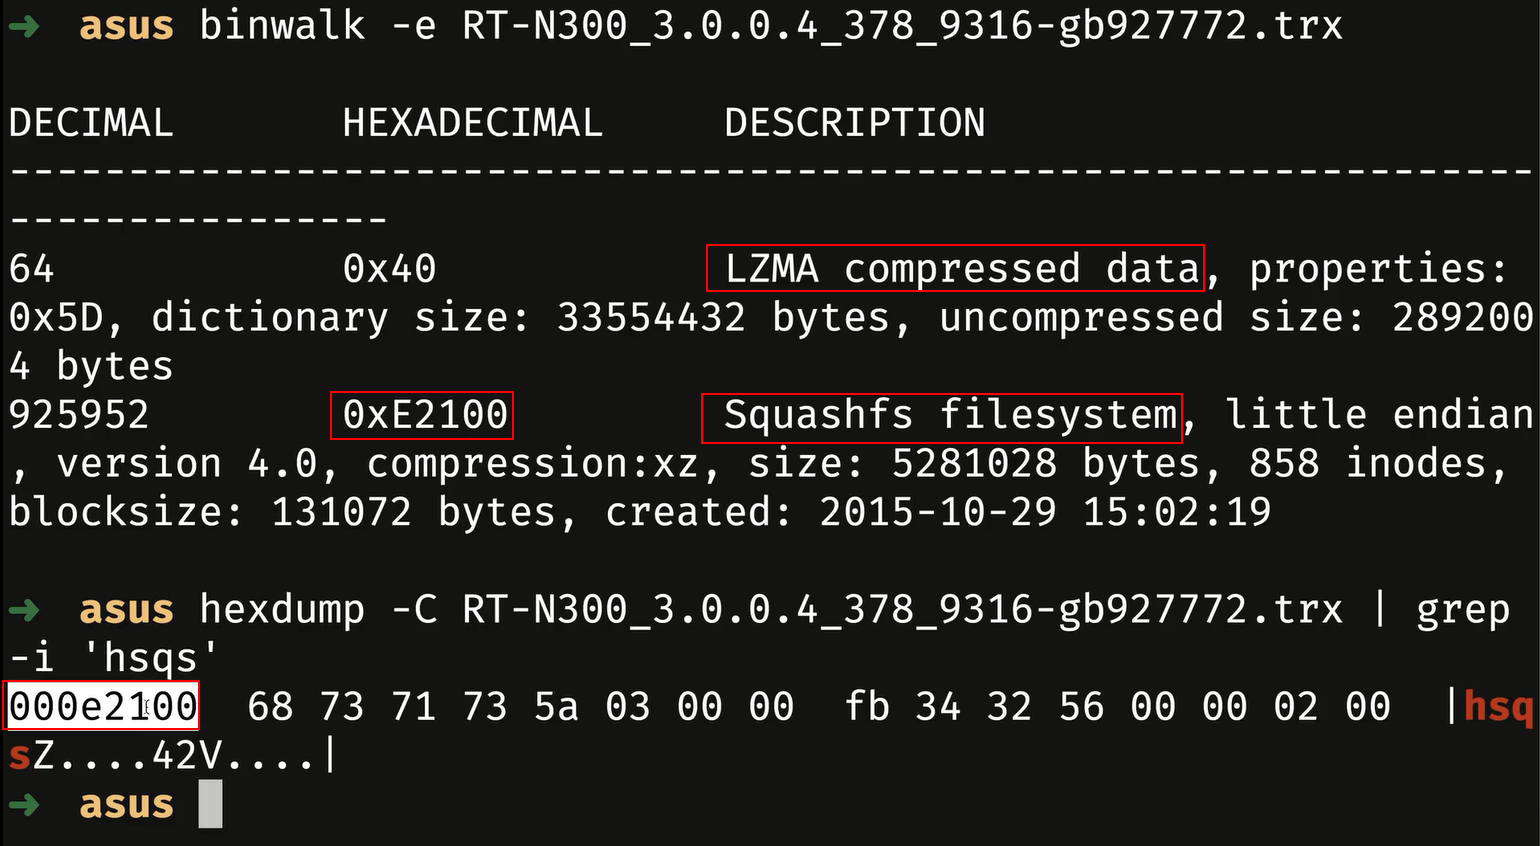 ➜  asus binwalk -e RT-N300_3.0.0.4_378_9316-gb927772.trx
DECIMAL       HEXADECIMAL     DESCRIPTION
----------------------------------------------------------------
----------------
64            0x40            LZMA compressed data, properties:
0x5D, dictionary size: 33554432 bytes, uncompressed size: 289200
4 bytes
925952        0xE2100         Squashfs filesystem, little endian
, version 4.0, compression:xz, size: 5281028 bytes, 858 inodes,
blocksize: 131072 bytes, created: 2015-10-29 15:02:19
➜  asus hexdump -C RT-N300_3.0.0.4_378_9316-gb927772.trx | grep
-i 'hsqs'
000e2100  68 73 71 73 5a 03 00 00  fb 34 32 56 00 00 02 00  |hsq
sZ....42V....|
➜  asus